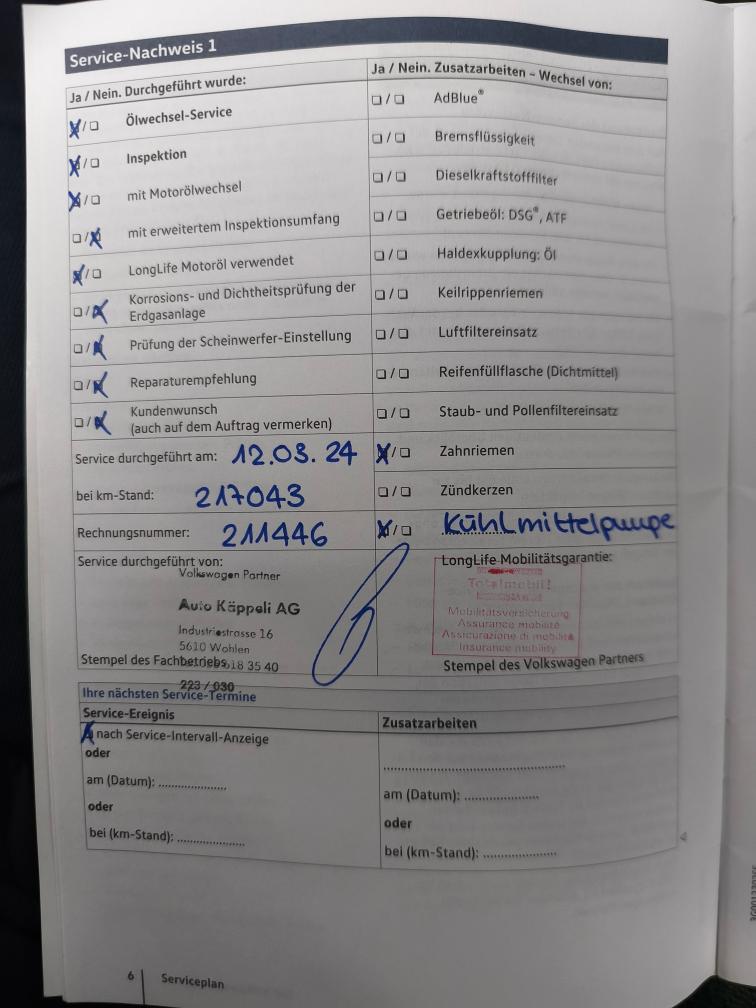 Service-Nachweis 1
Ja / Nein. Durchgeführt wurde:
Ölwechsel-Service
Inspektion
mit Motorölwechsel
mit erweitertem Inspektionsumfang
LongLife Motoröl verwendet
Korrosions- und Dichtheitsprüfung der
Erdgasanlage
Prüfung der Scheinwerfer-Einstellung
Reparaturempfehlung
Kundenwunsch
(auch auf dem Auftrag vermerken)
Service durchgeführt am: 12.03.24
bei km-Stand: 217043
Rechnungsnummer: 211446
Ja / Nein. Zusatzarbeiten – Wechsel von:
AdBlue®
Bremsflüssigkeit
Dieselkraftstofffilter
Getriebeöl: DSG®, ATF
Haldexkupplung: Öl
Keilrippenriemen
Luftfiltereinsatz
Reifenfüllflasche (Dichtmittel)
Staub- und Pollenfiltereinsatz
Zahnriemen
Zündkerzen
Kühlmittelpumpe
Service durchgeführt von:
Volkswagen Partner
Auto Käppeli AG
Industriestrasse 16
5610 Wohlen
18 35 40
Stempel des Fachbetriebs
223 / 030
LongLife Mobilitätsgarantie:
Totalmobil!
Mobilitätsversicherung
Assurance mobilité
Assicurazione di mobilità
Insurance mobility
Stempel des Volkswagen Partners
Ihre nächsten Service-Termine
Service-Ereignis
nach Service-Intervall-Anzeige
oder
am (Datum): ....................
oder
bei (km-Stand): ....................
Zusatzarbeiten
am (Datum): ....................
oder
bei (km-Stand): ....................
6 Serviceplan